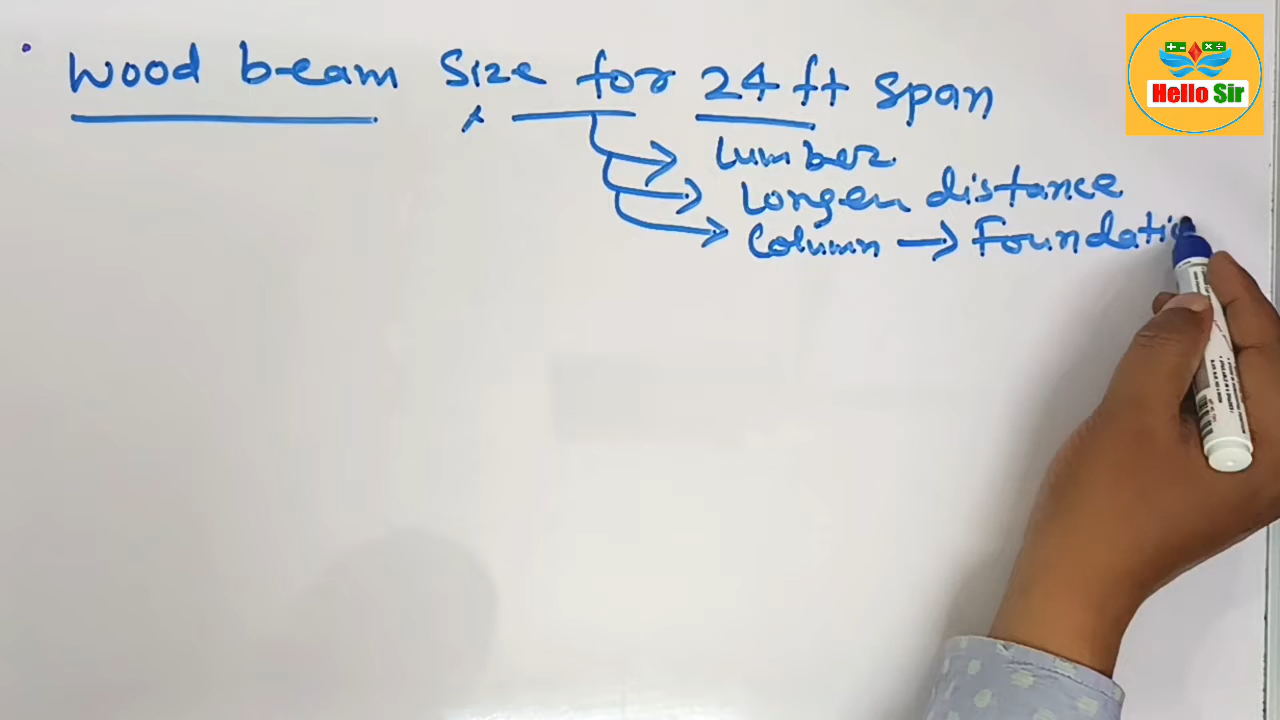 Wood beam Size for 24 ft span
Lumber
Longer distance
Column → Foundatio
Hello Sir